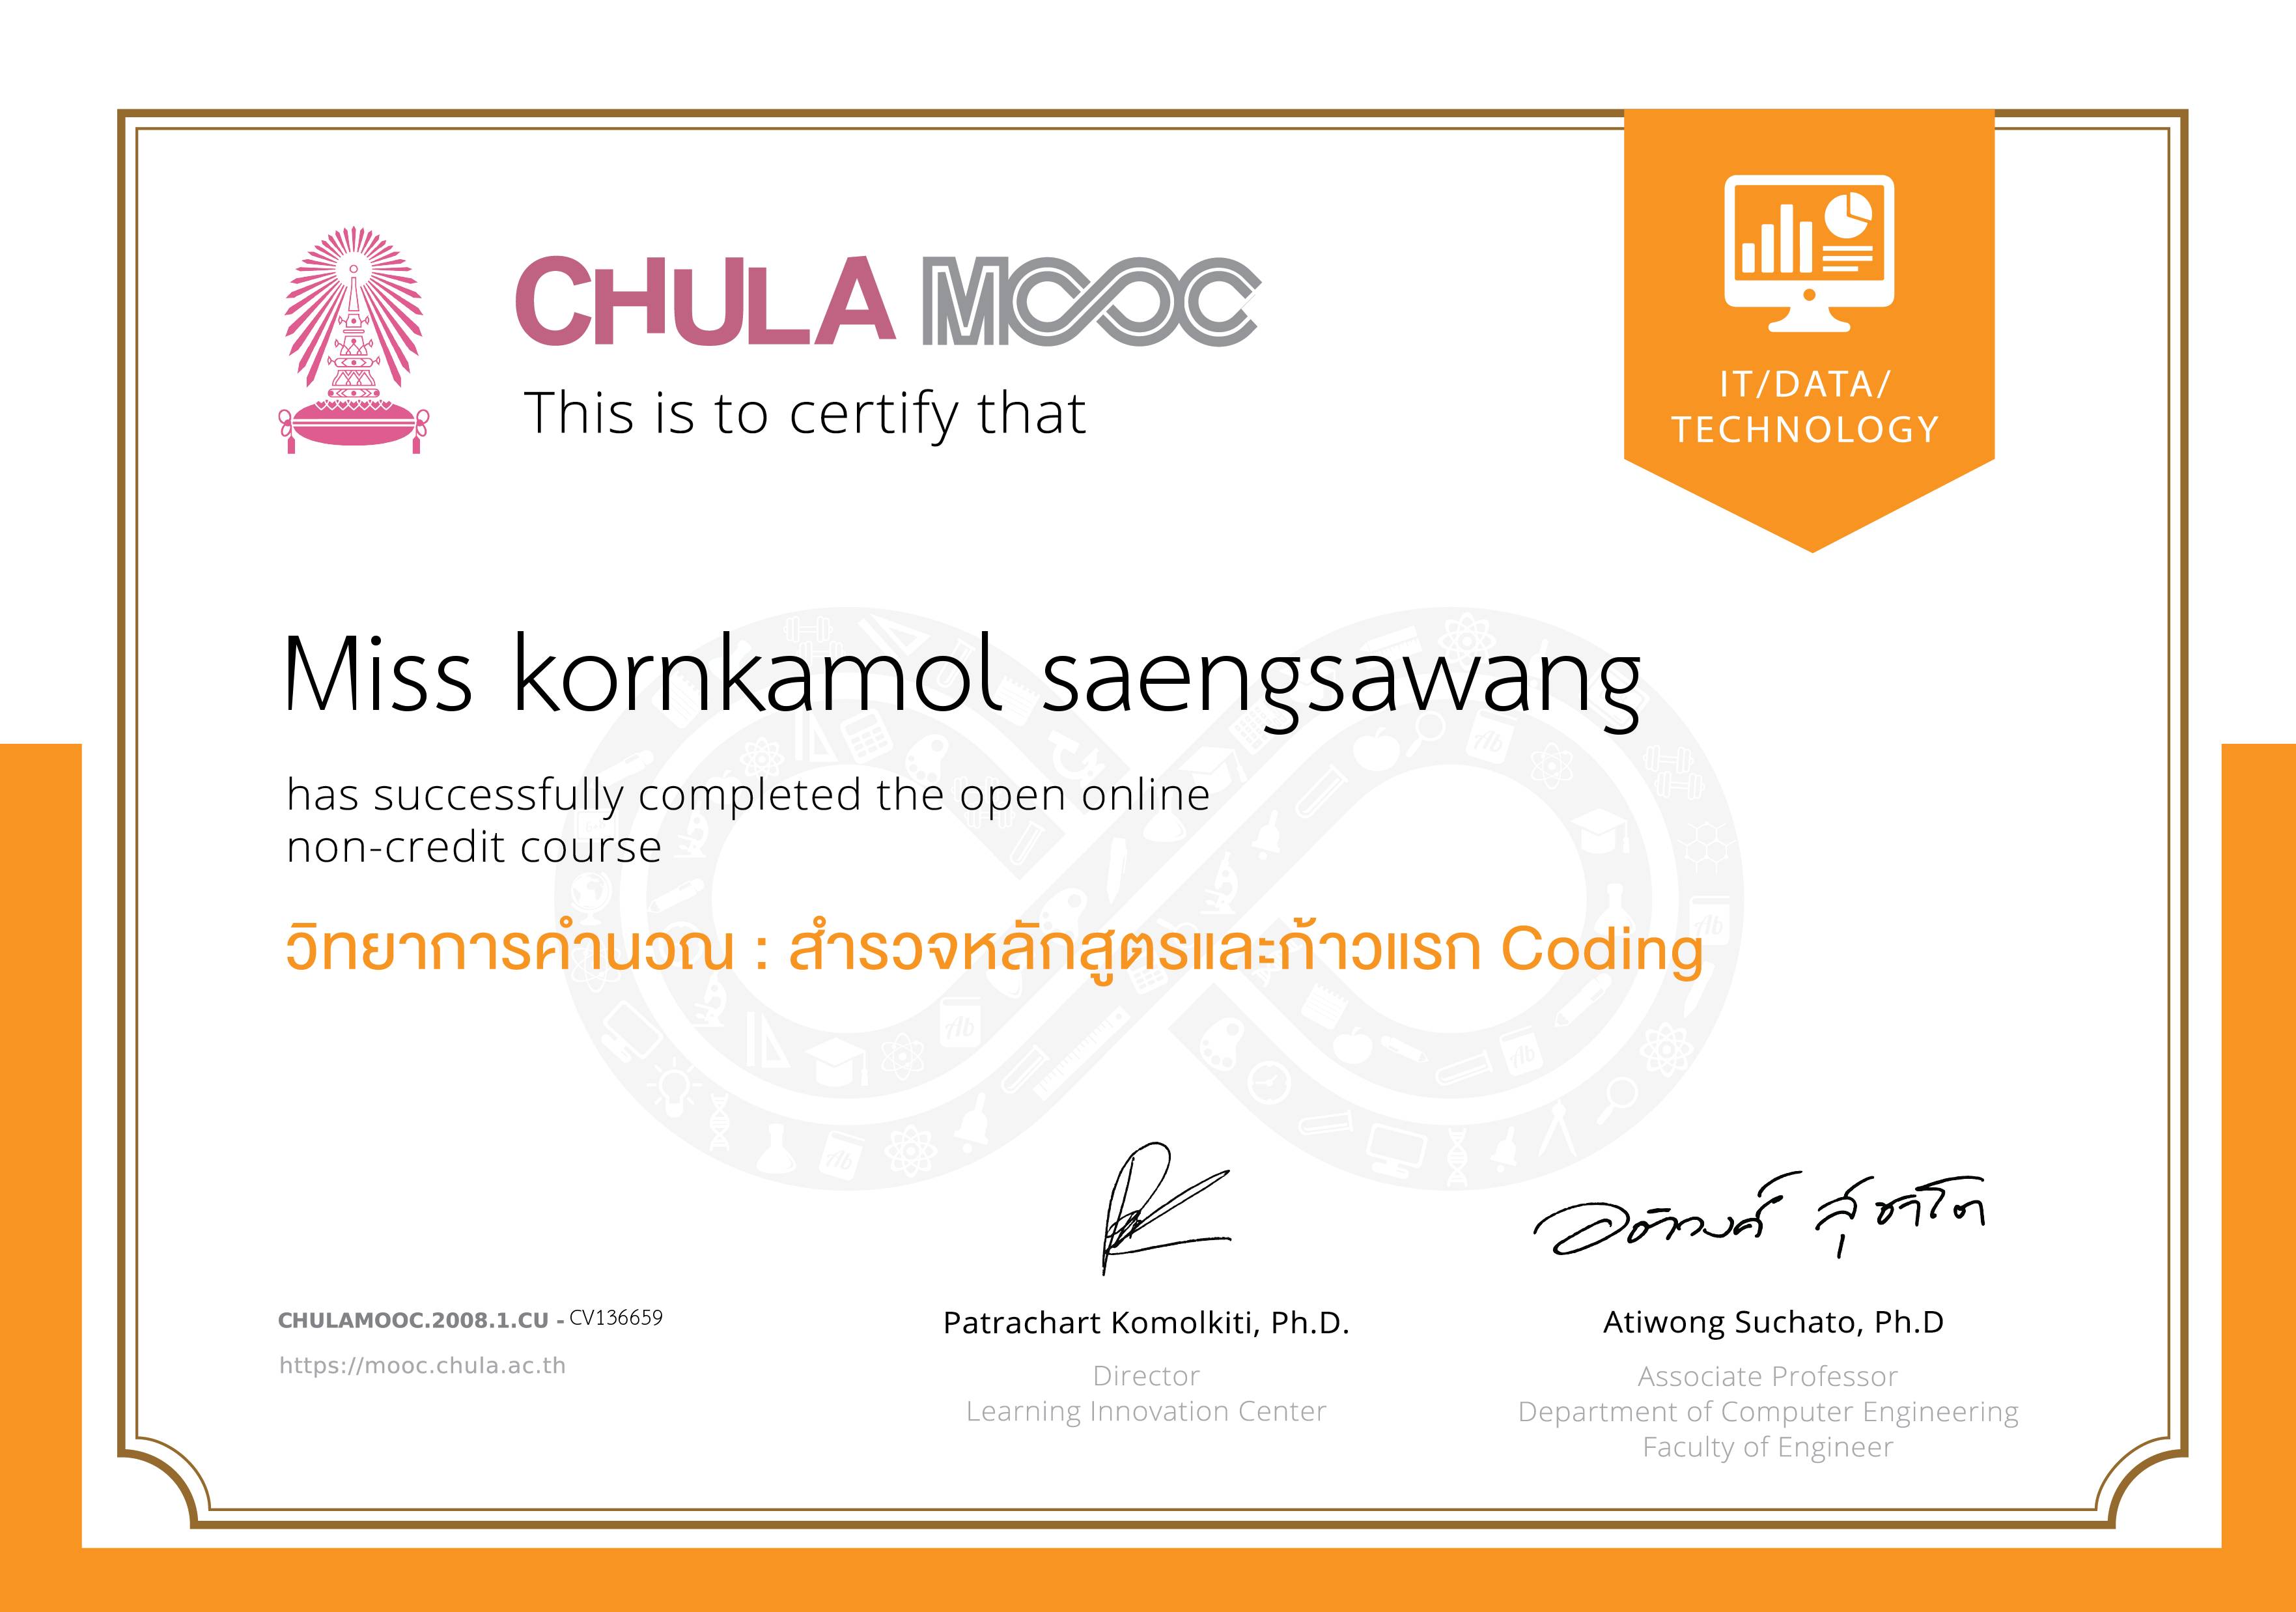 CHULA MOOC
This is to certify that
IT/DATA/
TECHNOLOGY
Miss kornkamol saengsawang
has successfully completed the open online
non-credit course
วิทยาการคำนวณ : สำรวจหลักสูตรและก้าวแรก Coding
อติวงศ์ สุชาโต
CHULAMOOC.2008.1.CU - CV136659
https://mooc.chula.ac.th
Patrachart Komolkiti, Ph.D.
Director
Learning Innovation Center
Atiwong Suchato, Ph.D
Associate Professor
Department of Computer Engineering
Faculty of Engineer